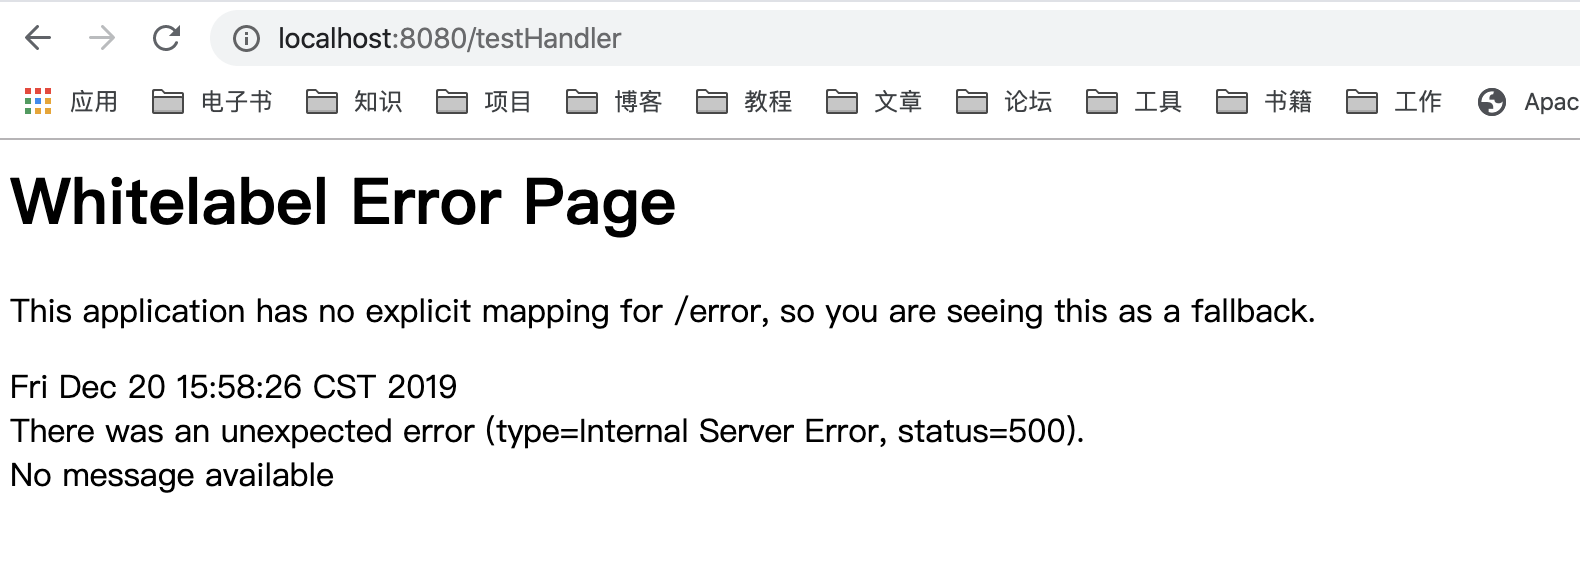 localhost:8080/testHandler
应用 电子书 知识 项目 博客 教程 文章 论坛 工具 书籍 工作 Apac
Whitelabel Error Page
This application has no explicit mapping for /error, so you are seeing this as a fallback.
Fri Dec 20 15:58:26 CST 2019
There was an unexpected error (type=Internal Server Error, status=500).
No message available